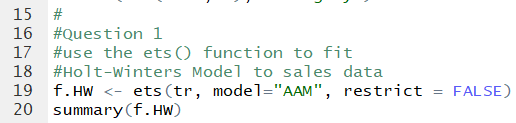 15 #
16 #Question 1
17 #use the ets() function to fit
18 #Holt-Winters Model to sales data
19 f.HW <- ets(tr, model="AAM", restrict = FALSE)
20 summary(f.HW)